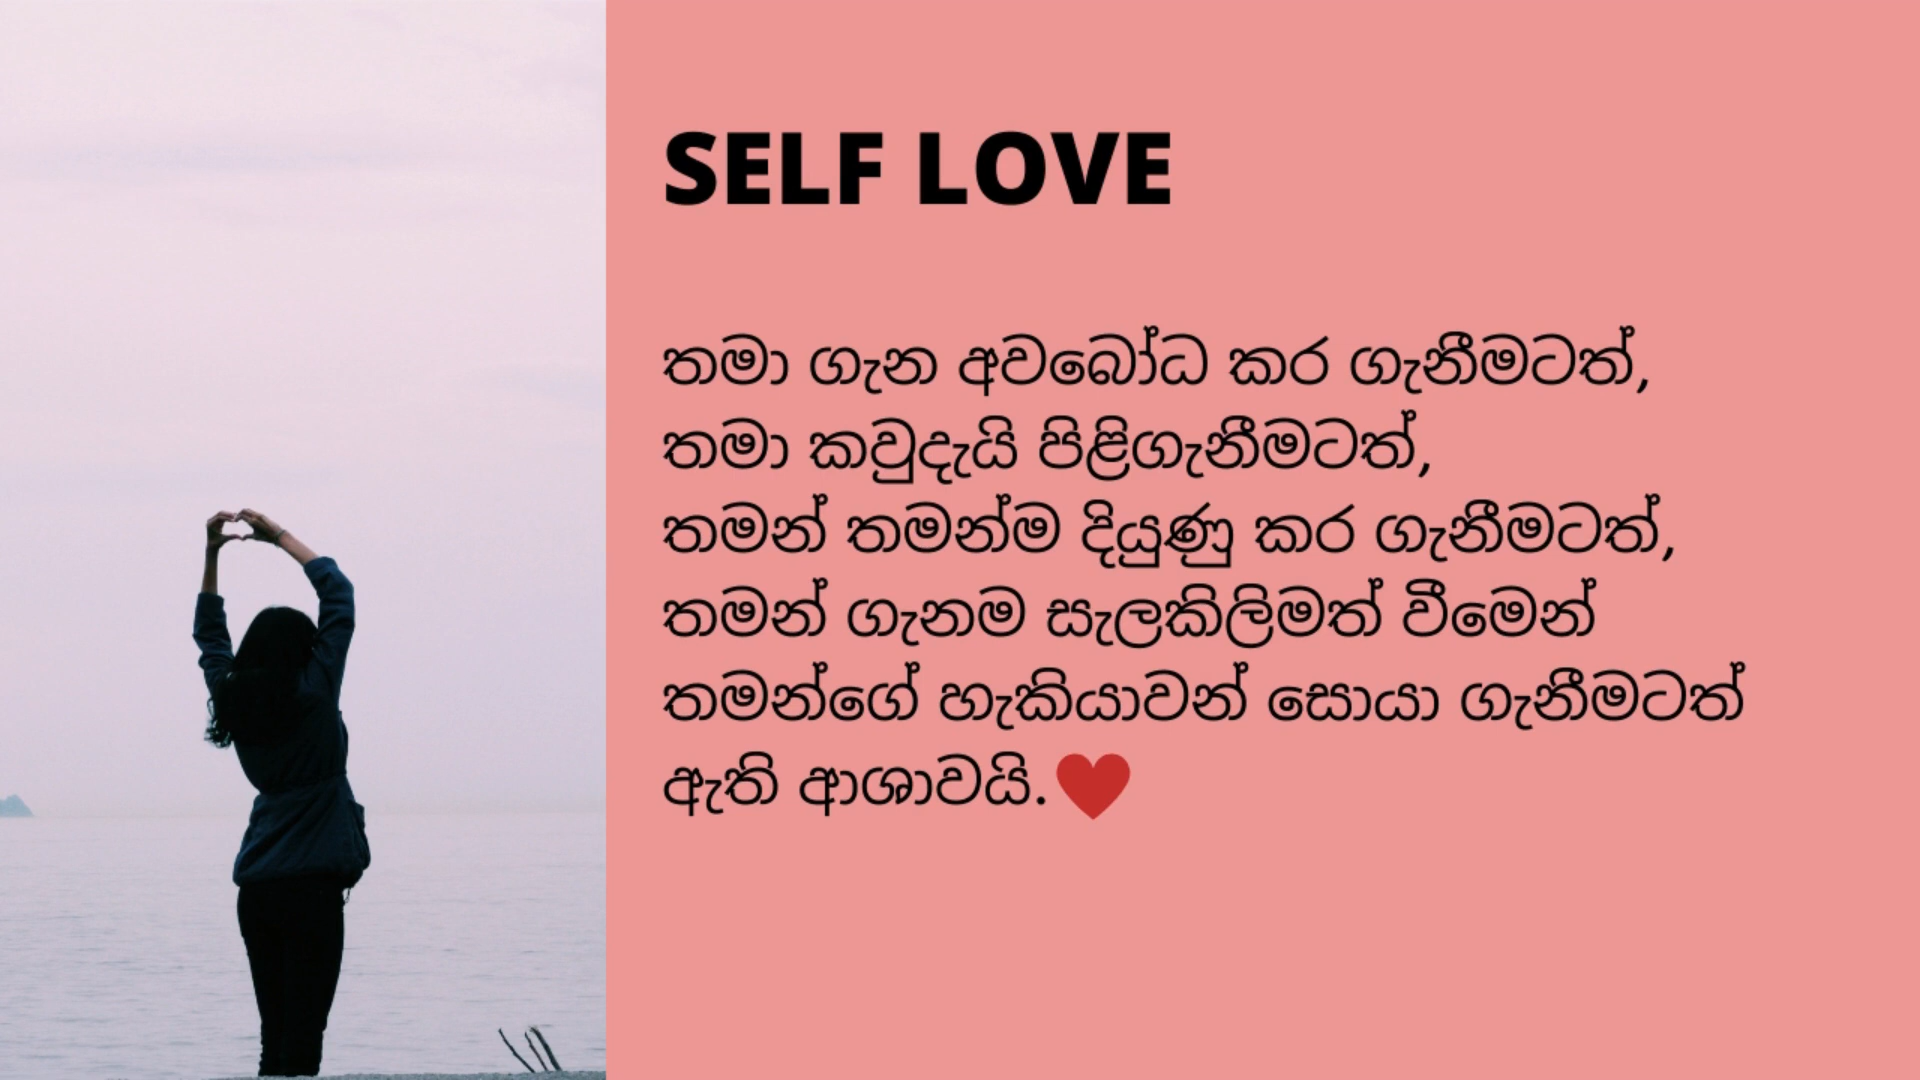 SELF LOVE
තමා ගැන අවබෝධ කර ගැනීමටත්,
තමා කවුදැයි පිළිගැනීමටත්,
තමන් තමන්ම දියුණු කර ගැනීමටත්,
තමන් ගැනම සැලකිලිමත් වීමෙන්
තමන්ගේ හැකියාවන් සොයා ගැනීමටත්
ඇති ආශාවයි.❤